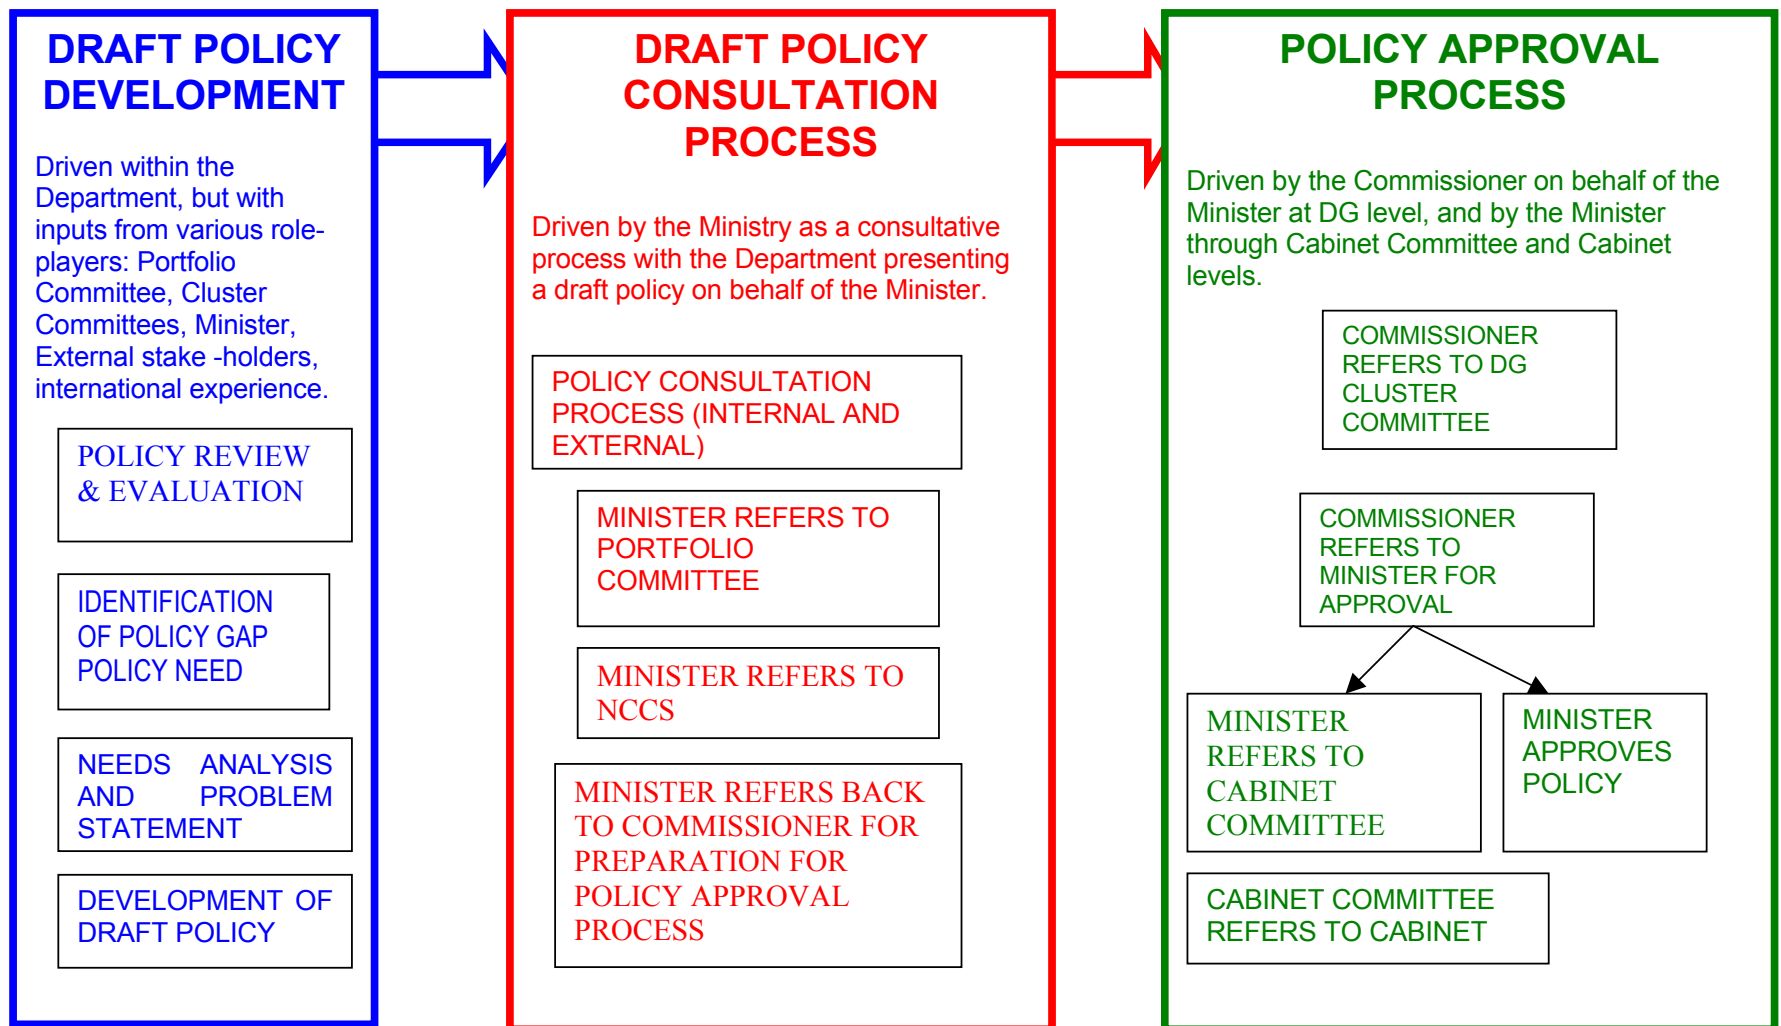 DRAFT POLICY
DEVELOPMENT
Driven within the
Department, but with
inputs from various role-
players: Portfolio
Committee, Cluster
Committees, Minister,
External stake -holders,
international experience.
POLICY REVIEW
& EVALUATION
IDENTIFICATION
OF POLICY GAP
POLICY NEED
NEEDS ANALYSIS
AND PROBLEM
STATEMENT
DEVELOPMENT OF
DRAFT POLICY
DRAFT POLICY
CONSULTATION
PROCESS
Driven by the Ministry as a consultative
process with the Department presenting
a draft policy on behalf of the Minister.
POLICY CONSULTATION
PROCESS (INTERNAL AND
EXTERNAL)
MINISTER REFERS TO
PORTFOLIO
COMMITTEE
MINISTER REFERS TO
NCCS
MINISTER REFERS BACK
TO COMMISSIONER FOR
PREPARATION FOR
POLICY APPROVAL
PROCESS
POLICY APPROVAL
PROCESS
Driven by the Commissioner on behalf of the
Minister at DG level, and by the Minister
through Cabinet Committee and Cabinet
levels.
COMMISSIONER
REFERS TO DG
CLUSTER
COMMITTEE
COMMISSIONER
REFERS TO
MINISTER FOR
APPROVAL
MINISTER
REFERS TO
CABINET
COMMITTEE
MINISTER
APPROVES
POLICY
CABINET COMMITTEE
REFERS TO CABINET